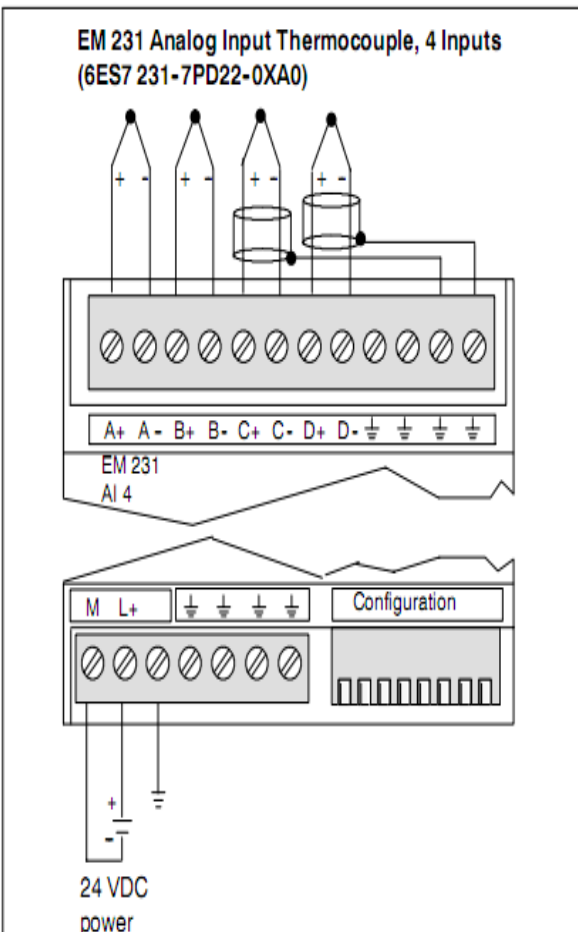 EM 231 Analog Input Thermocouple, 4 Inputs
(6ES7 231-7PD22-0XA0)
+ - + - + - + -
A+ A- B+ B- C+ C- D+ D-
EM 231
AI 4
M L+
Configuration
+
-
24 VDC
power